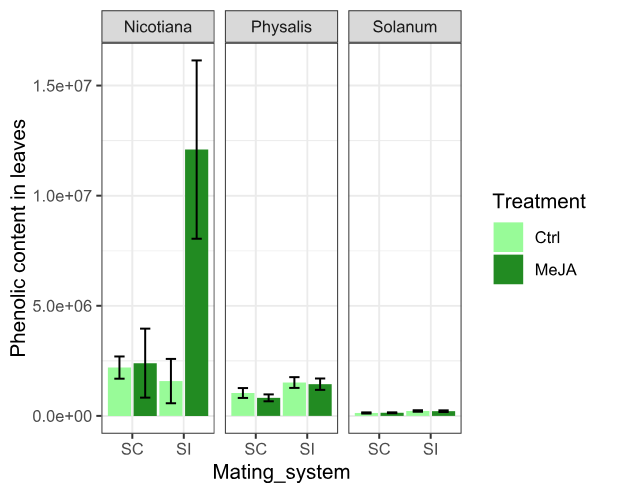 Nicotiana Physalis Solanum
1.5e+07
1.0e+07
5.0e+06
0.0e+00
Phenolic content in leaves
SC SI SC SI SC SI
Mating_system
Treatment
Ctrl
MeJA